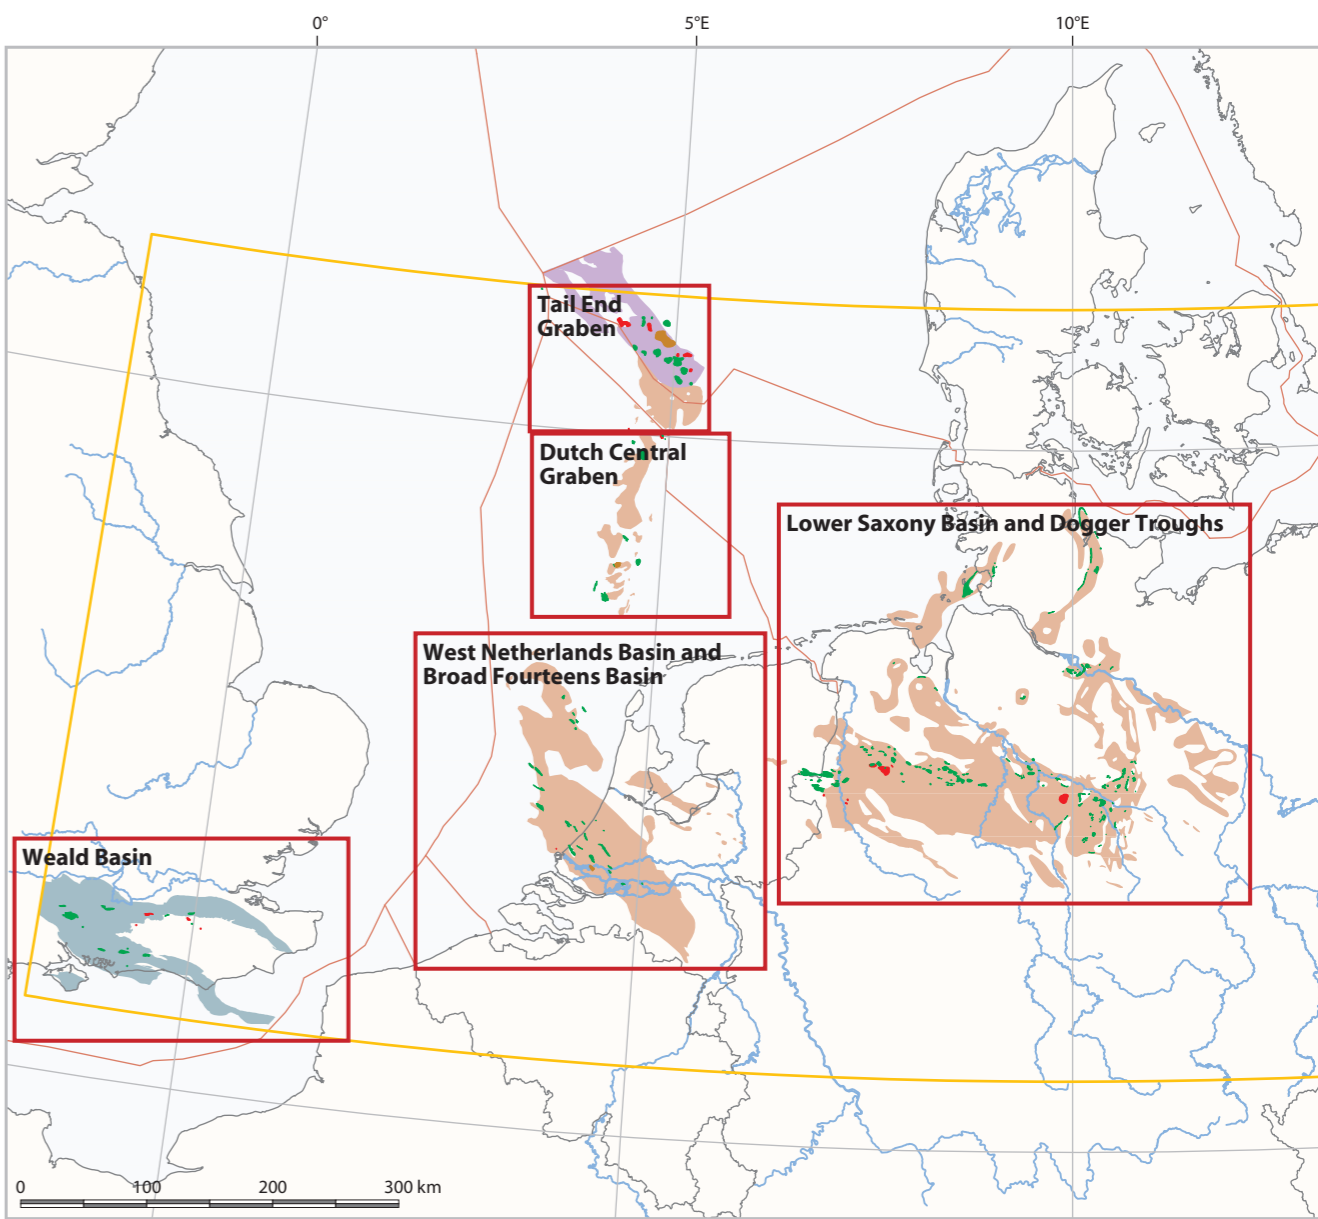 0°
5°E
10°E
Tail End
Graben
Dutch Central
Graben
Lower Saxony Basin and Dogger Troughs
West Netherlands Basin and
Broad Fourteens Basin
Weald Basin
0
100
200
300 km